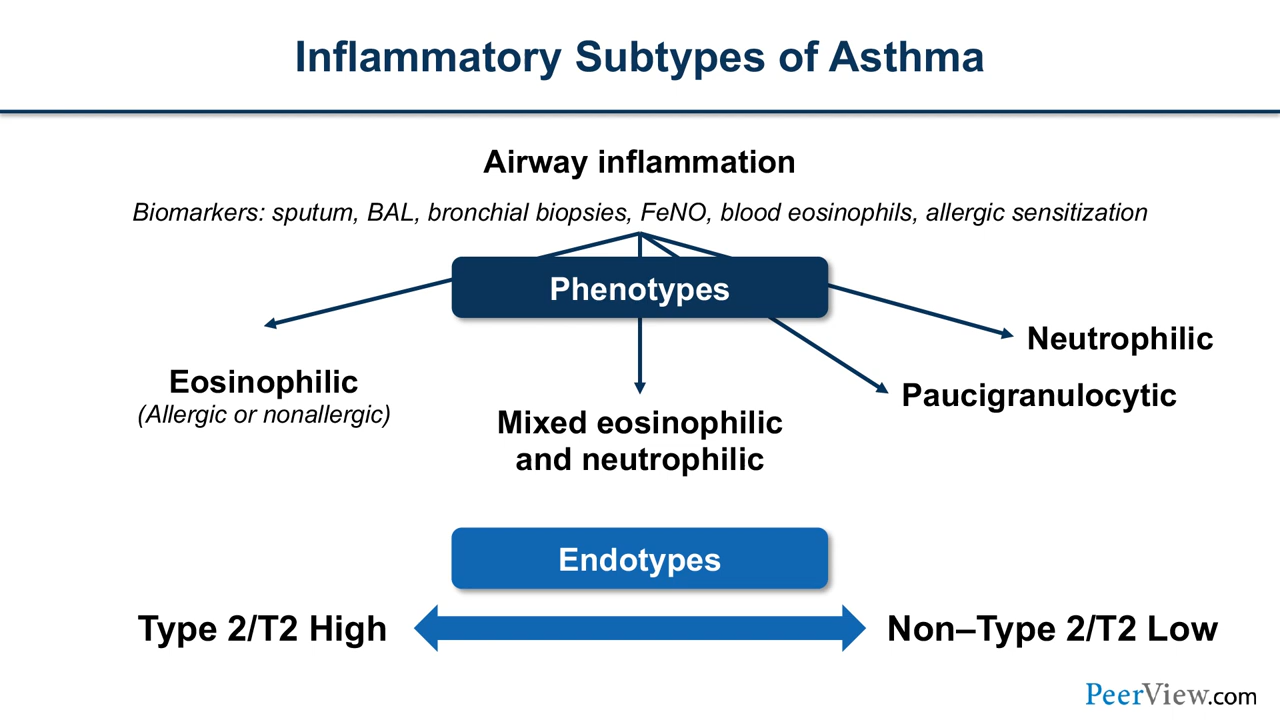 Inflammatory Subtypes of Asthma
Airway inflammation
Biomarkers: sputum, BAL, bronchial biopsies, FeNO, blood eosinophils, allergic sensitization
Phenotypes
Neutrophilic
Eosinophilic
(Allergic or nonallergic)
Paucigranulocytic
Mixed eosinophilic
and neutrophilic
Endotypes
Type 2/T2 High
Non–Type 2/T2 Low
PeerView.com